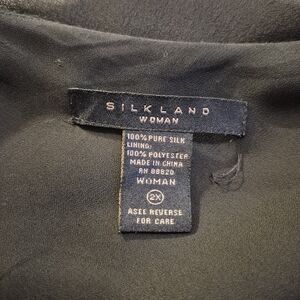 SILKLAND
WOMAN
100% PURE SILK
LINING:
100% POLYESTER
MADE IN CHINA
RN 88820
WOMAN
2X
ASEE REVERSE
FOR CARE